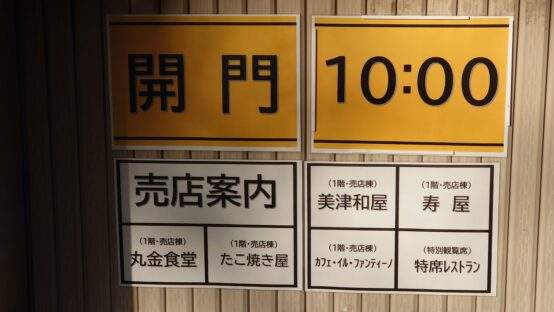 開門
10:00
売店案内
(1階・売店棟)
丸金食堂
(1階・売店棟)
たこ焼き屋
(1階・売店棟)
美津和屋
(1階・売店棟)
寿屋
(1階・売店棟)
カフェ・イル・ファンティーノ
(特別観覧席)
特席レストラン